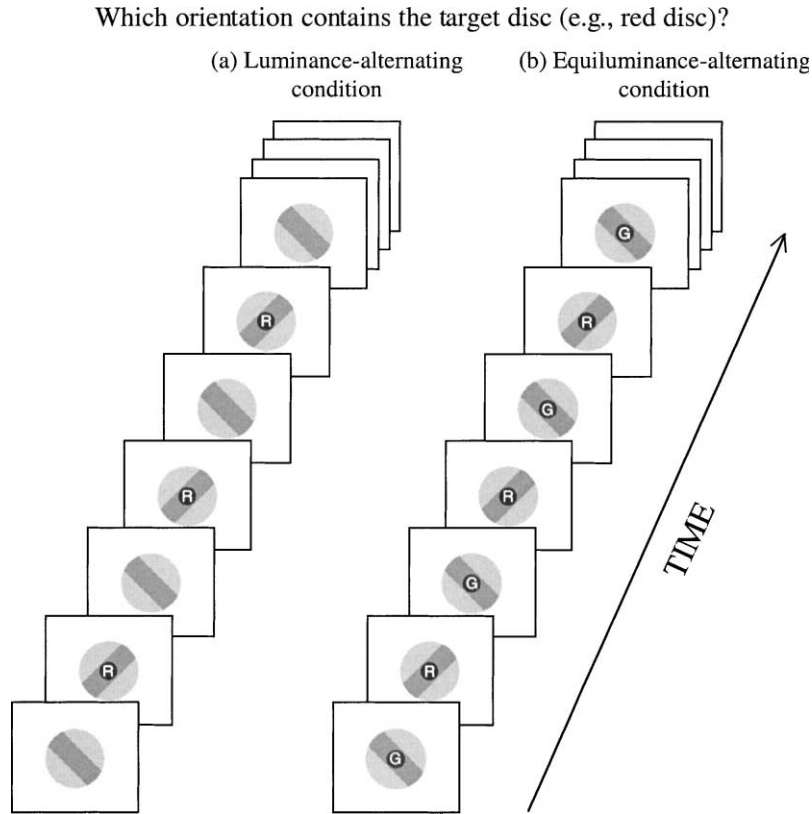 Which orientation contains the target disc (e.g., red disc)?
(a) Luminance-alternating
condition
(b) Equiluminance-alternating
condition
G
R
R
G
R
R
G
R
R
G
TIME